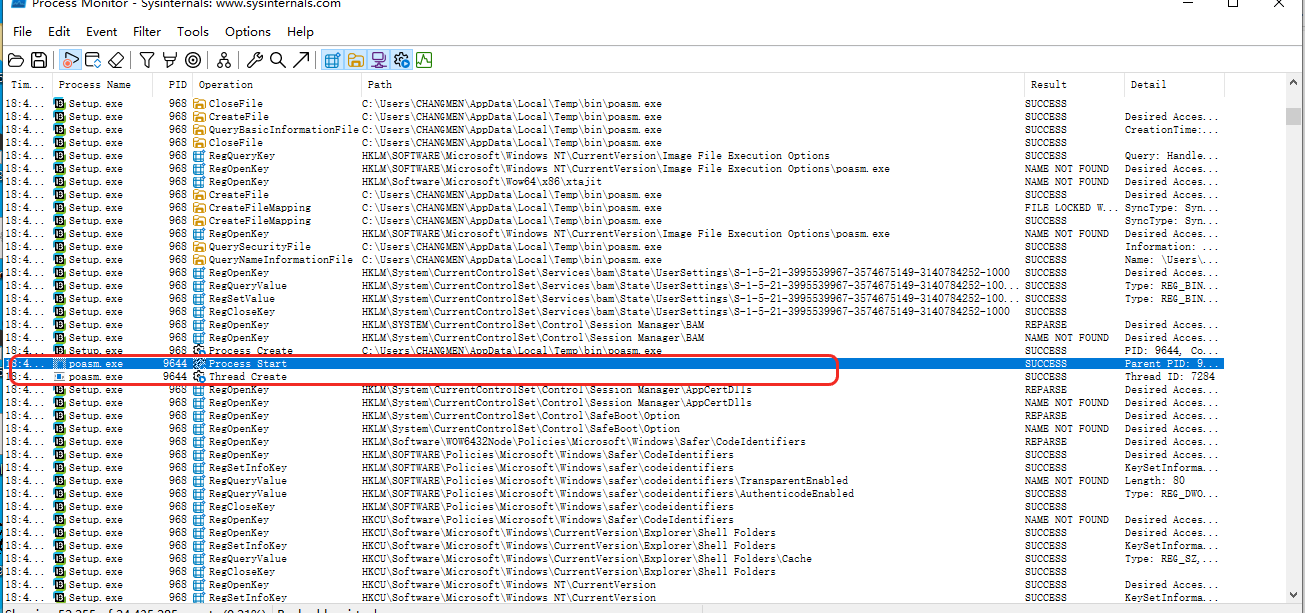 Process Monitor - Sysinternals: www.sysinternals.com
File Edit Event Filter Tools Options Help
Tim... Process Name PID Operation Path Result Detail
18:4... Setup.exe 968 CloseFile C:\Users\CHANGMEN\AppData\Local\Temp\bin\poasm.exe SUCCESS
18:4... Setup.exe 968 CreateFile C:\Users\CHANGMEN\AppData\Local\Temp\bin\poasm.exe SUCCESS Desired Acces...
18:4... Setup.exe 968 QueryBasicInformationFile C:\Users\CHANGMEN\AppData\Local\Temp\bin\poasm.exe SUCCESS CreationTime:...
18:4... Setup.exe 968 CloseFile C:\Users\CHANGMEN\AppData\Local\Temp\bin\poasm.exe SUCCESS
18:4... Setup.exe 968 RegQueryKey HKLM\SOFTWARE\Microsoft\Windows NT\CurrentVersion\Image File Execution Options SUCCESS Query: Handle...
18:4... Setup.exe 968 RegOpenKey HKLM\SOFTWARE\Microsoft\Windows NT\CurrentVersion\Image File Execution Options\poasm.exe NAME NOT FOUND Desired Acces...
18:4... Setup.exe 968 RegOpenKey HKLM\Software\Microsoft\Wow64\x86\xtajit NAME NOT FOUND Desired Acces...
18:4... Setup.exe 968 CreateFile C:\Users\CHANGMEN\AppData\Local\Temp\bin\poasm.exe SUCCESS Desired Acces...
18:4... Setup.exe 968 CreateFileMapping C:\Users\CHANGMEN\AppData\Local\Temp\bin\poasm.exe FILE LOCKED W... SyncType: Syn...
18:4... Setup.exe 968 CreateFileMapping C:\Users\CHANGMEN\AppData\Local\Temp\bin\poasm.exe SUCCESS SyncType: Syn...
18:4... Setup.exe 968 RegOpenKey HKLM\SOFTWARE\Microsoft\Windows NT\CurrentVersion\Image File Execution Options\poasm.exe NAME NOT FOUND Desired Acces...
18:4... Setup.exe 968 QuerySecurityFile C:\Users\CHANGMEN\AppData\Local\Temp\bin\poasm.exe SUCCESS Information: ...
18:4... Setup.exe 968 QueryNameInformationFile C:\Users\CHANGMEN\AppData\Local\Temp\bin\poasm.exe SUCCESS Name: \Users\...
18:4... Setup.exe 968 RegOpenKey HKLM\System\CurrentControlSet\Services\bam\State\UserSettings\S-1-5-21-3995539967-3574675149-3140784252-1000 SUCCESS Desired Acces...
18:4... Setup.exe 968 RegQueryValue HKLM\System\CurrentControlSet\Services\bam\State\UserSettings\S-1-5-21-3995539967-3574675149-3140784252-100... SUCCESS Type: REG_BIN...
18:4... Setup.exe 968 RegSetValue HKLM\System\CurrentControlSet\Services\bam\State\UserSettings\S-1-5-21-3995539967-3574675149-3140784252-100... SUCCESS Type: REG_BIN...
18:4... Setup.exe 968 RegCloseKey HKLM\System\CurrentControlSet\Services\bam\State\UserSettings\S-1-5-21-3995539967-3574675149-3140784252-1000 SUCCESS
18:4... Setup.exe 968 RegOpenKey HKLM\SYSTEM\CurrentControlSet\Control\Session Manager\BAM REPARSE Desired Acces...
18:4... Setup.exe 968 RegOpenKey HKLM\System\CurrentControlSet\Control\Session Manager\BAM NAME NOT FOUND Desired Acces...
18:4... Setup.exe 968 Process Create C:\Users\CHANGMEN\AppData\Local\Temp\bin\poasm.exe SUCCESS PID: 9644, Co...
18:4... poasm.exe 9644 Process Start SUCCESS Parent PID: 9...
18:4... poasm.exe 9644 Thread Create SUCCESS Thread ID: 7284
18:4... Setup.exe 968 RegOpenKey HKLM\System\CurrentControlSet\Control\Session Manager\AppCertDlls REPARSE Desired Acces...
18:4... Setup.exe 968 RegOpenKey HKLM\System\CurrentControlSet\Control\Session Manager\AppCertDlls NAME NOT FOUND Desired Acces...
18:4... Setup.exe 968 RegOpenKey HKLM\System\CurrentControlSet\Control\SafeBoot\Option REPARSE Desired Acces...
18:4... Setup.exe 968 RegOpenKey HKLM\System\CurrentControlSet\Control\SafeBoot\Option NAME NOT FOUND Desired Acces...
18:4... Setup.exe 968 RegOpenKey HKLM\Software\WOW6432Node\Policies\Microsoft\Windows\Safer\CodeIdentifiers REPARSE Desired Acces...
18:4... Setup.exe 968 RegOpenKey HKLM\SOFTWARE\Policies\Microsoft\Windows\safer\codeidentifiers SUCCESS Desired Acces...
18:4... Setup.exe 968 RegSetInfoKey HKLM\SOFTWARE\Policies\Microsoft\Windows\safer\codeidentifiers SUCCESS KeySetInforma...
18:4... Setup.exe 968 RegQueryValue HKLM\SOFTWARE\Policies\Microsoft\Windows\safer\codeidentifiers\TransparentEnabled NAME NOT FOUND Length: 80
18:4... Setup.exe 968 RegQueryValue HKLM\SOFTWARE\Policies\Microsoft\Windows\safer\codeidentifiers\AuthenticodeEnabled SUCCESS Type: REG_DWO...
18:4... Setup.exe 968 RegCloseKey HKLM\SOFTWARE\Policies\Microsoft\Windows\safer\codeidentifiers SUCCESS
18:4... Setup.exe 968 RegOpenKey HKCU\Software\Policies\Microsoft\Windows\Safer\CodeIdentifiers NAME NOT FOUND Desired Acces...
18:4... Setup.exe 968 RegOpenKey HKCU\Software\Microsoft\Windows\CurrentVersion\Explorer\Shell Folders SUCCESS Desired Acces...
18:4... Setup.exe 968 RegSetInfoKey HKCU\Software\Microsoft\Windows\CurrentVersion\Explorer\Shell Folders SUCCESS KeySetInforma...
18:4... Setup.exe 968 RegQueryValue HKCU\Software\Microsoft\Windows\CurrentVersion\Explorer\Shell Folders\Cache SUCCESS Type: REG_SZ,...
18:4... Setup.exe 968 RegCloseKey HKCU\Software\Microsoft\Windows\CurrentVersion\Explorer\Shell Folders SUCCESS
18:4... Setup.exe 968 RegOpenKey HKCU\Software\Microsoft\Windows NT\CurrentVersion SUCCESS Desired Acces...
18:4... Setup.exe 968 RegSetInfoKey HKCU\Software\Microsoft\Windows NT\CurrentVersion SUCCESS KeySetInforma...